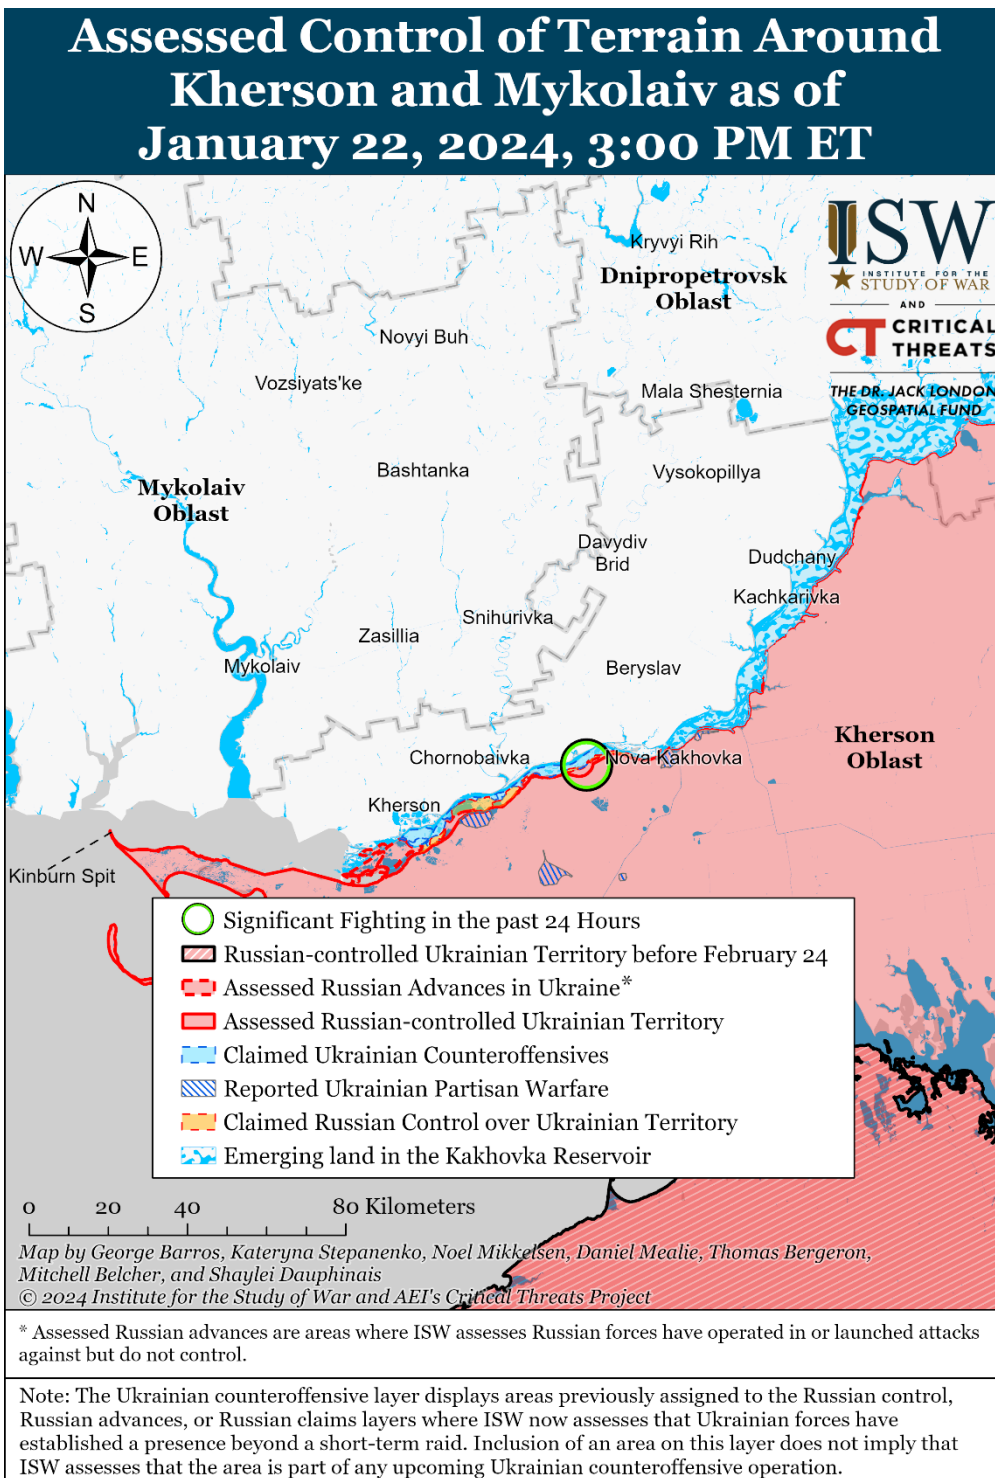 Assessed Control of Terrain Around
Kherson and Mykolaiv as of
January 22, 2024, 3:00 PM ET
N
W
E
S
ISW
INSTITUTE FOR THE
STUDY OF WAR
AND
CT CRITICAL
THREATS
THE DR. JACK LONDON
GEOSPATIAL FUND
Kryvyi Rih
Dnipropetrovsk
Oblast
Novyi Buh
Vozsiyats'ke
Mala Shesternia
Bashtanka
Vysokopillya
Mykolaiv
Oblast
Davydiv
Brid
Dudchany
Kachkarivka
Snihurivka
Zasillia
Mykolaiv
Beryslav
Kherson
Oblast
Chornobaivka
Nova Kakhovka
Kherson
Kinburn Spit
Significant Fighting in the past 24 Hours
Russian-controlled Ukrainian Territory before February 24
Assessed Russian Advances in Ukraine*
Assessed Russian-controlled Ukrainian Territory
Claimed Ukrainian Counteroffensives
Reported Ukrainian Partisan Warfare
Claimed Russian Control over Ukrainian Territory
Emerging land in the Kakhovka Reservoir
0 20 40 80 Kilometers
Map by George Barros, Kateryna Stepanenko, Noel Mikkelsen, Daniel Mealie, Thomas Bergeron,
Mitchell Belcher, and Shaylei Dauphinais
© 2024 Institute for the Study of War and AEI's Critical Threats Project
* Assessed Russian advances are areas where ISW assesses Russian forces have operated in or launched attacks
against but do not control.
Note: The Ukrainian counteroffensive layer displays areas previously assigned to the Russian control,
Russian advances, or Russian claims layers where ISW now assesses that Ukrainian forces have
established a presence beyond a short-term raid. Inclusion of an area on this layer does not imply that
ISW assesses that the area is part of any upcoming Ukrainian counteroffensive operation.